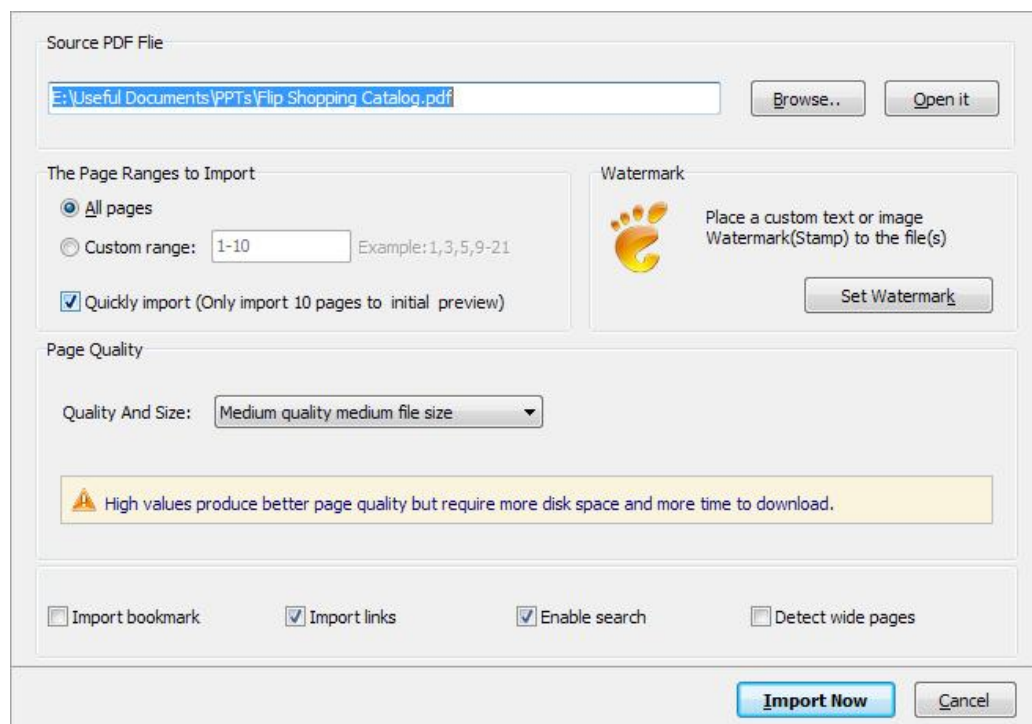 Source PDF Flie
E:\Useful Documents\PPTs\Flip Shopping Catalog.pdf
Browse..
Open it
The Page Ranges to Import
All pages
Custom range:
1-10
Example:1,3,5,9-21
Quickly import (Only import 10 pages to initial preview)
Watermark
Place a custom text or image
Watermark(Stamp) to the file(s)
Set Watermark
Page Quality
Quality And Size:
Medium quality medium file size
High values produce better page quality but require more disk space and more time to download.
Import bookmark
Import links
Enable search
Detect wide pages
Import Now
Cancel